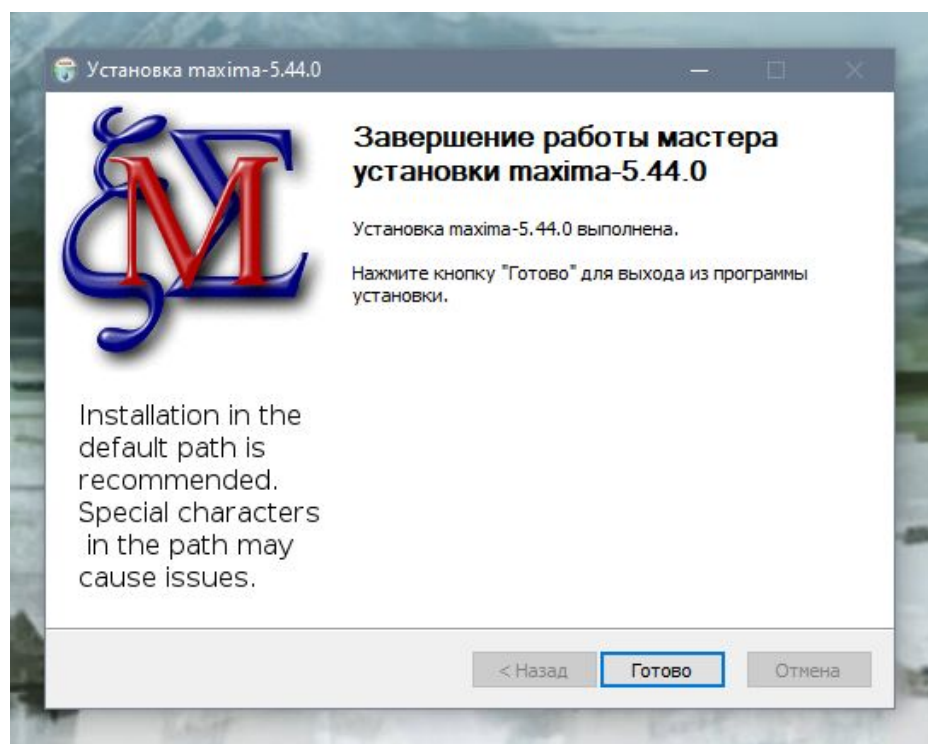 Установка maxima-5.44.0
Завершение работы мастера
установки maxima-5.44.0
Установка maxima-5.44.0 выполнена.
Нажмите кнопку "Готово" для выхода из программы
установки.
Installation in the
default path is
recommended.
Special characters
in the path may
cause issues.
< Назад
Готово
Отмена